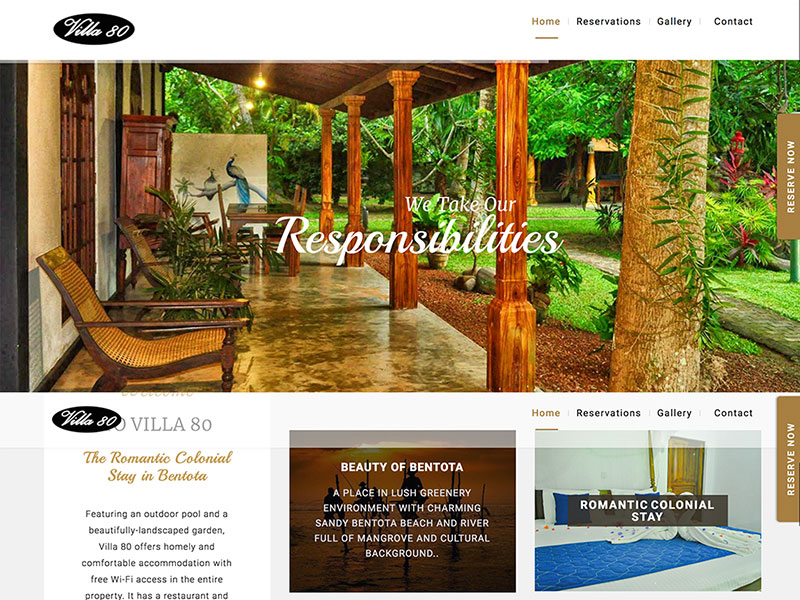 Villa 80
Home
Reservations
Gallery
Contact
RESERVE NOW
We Take Our
Responsibilities
Welcome
Villa 80
O VILLA 80
Home
Reservations
Gallery
Contact
RESERVE NOW
The Romantic Colonial
Stay in Bentota
Featuring an outdoor pool and a
beautifully-landscaped garden,
Villa 80 offers homely and
comfortable accommodation with
free Wi-Fi access in the entire
property. It has a restaurant and
BEAUTY OF BENTOTA
A PLACE IN LUSH GREENERY
ENVIRONMENT WITH CHARMING
SANDY BENTOTA BEACH AND RIVER
FULL OF MANGROVE AND CULTURAL
BACKGROUND..
ROMANTIC COLONIAL
STAY